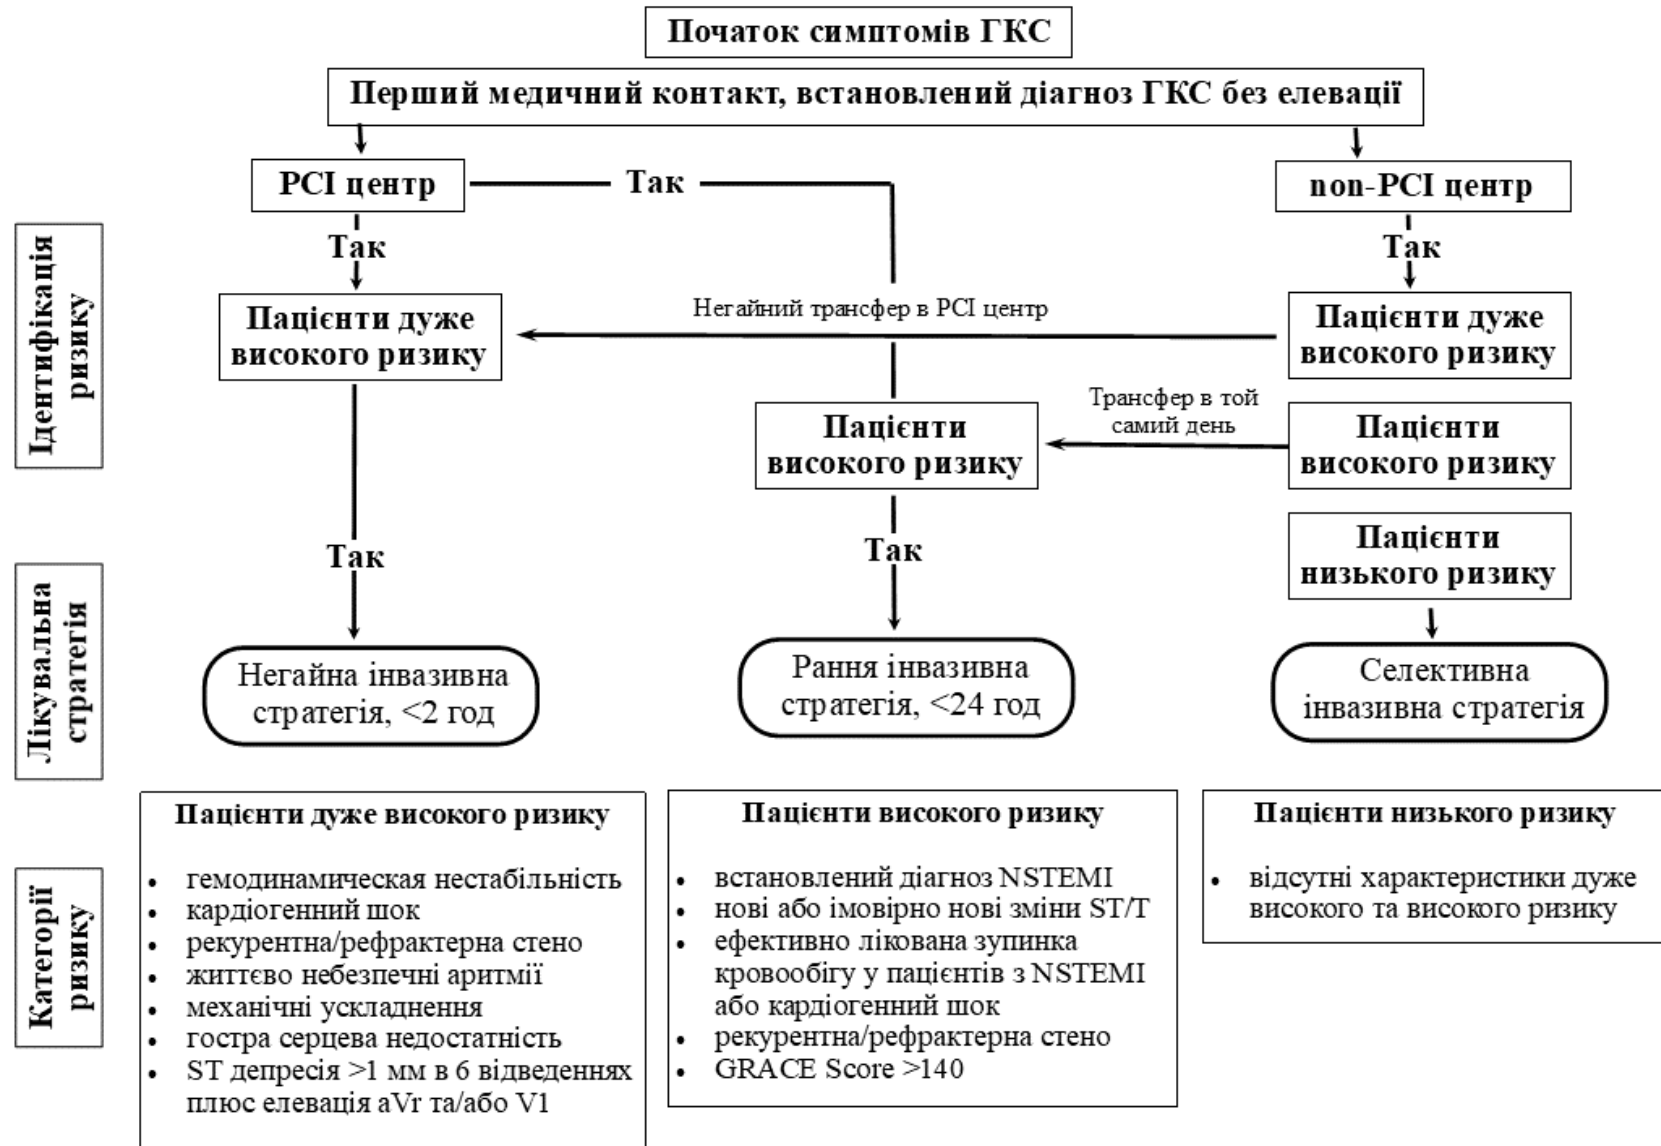 Початок симптомів ГКС
Перший медичний контакт, встановлений діагноз ГКС без елевації
PCI центр
Так
non-PCI центр
Так
Так
Ідентифікація
ризику
Пацієнти дуже
високого ризику
Негайний трансфер в PCI центр
Пацієнти дуже
високого ризику
Пацієнти
високого ризику
Трансфер в той
самий день
Пацієнти
високого ризику
Пацієнти
низького ризику
Так
Так
Лікувальна
стратегія
Негайна інвазивна
стратегія, <2 год
Рання інвазивна
стратегія, <24 год
Селективна
інвазивна стратегія
Категорії
ризику
Пацієнти дуже високого ризику
• гемодинамическая нестабільність
• кардіогенний шок
• рекурентна/рефрактерна стено
• життєво небезпечні аритмії
• механічні ускладнення
• гостра серцева недостатність
• ST депресія >1 мм в 6 відведеннях
плюс елевація aVr та/або V1
Пацієнти високого ризику
• встановлений діагноз NSTEMI
• нові або імовірно нові зміни ST/T
• ефективно лікована зупинка
кровообігу у пацієнтів з NSTEMI
або кардіогенний шок
• рекурентна/рефрактерна стено
• GRACE Score >140
Пацієнти низького ризику
• відсутні характеристики дуже
високого та високого ризику